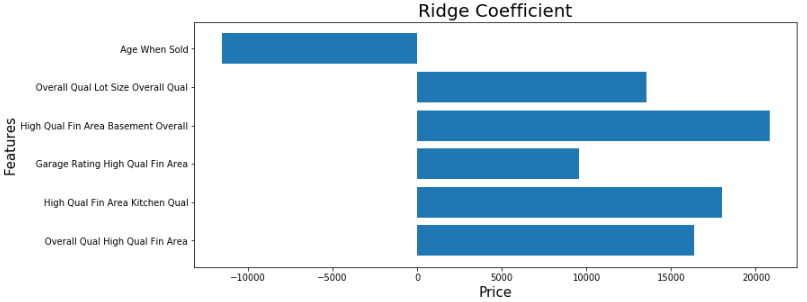 Ridge Coefficient
Features
Age When Sold
Overall Qual Lot Size Overall Qual
High Qual Fin Area Basement Overall
Garage Rating High Qual Fin Area
High Qual Fin Area Kitchen Qual
Overall Qual High Qual Fin Area
−10000 −5000 0 5000 10000 15000 20000
Price